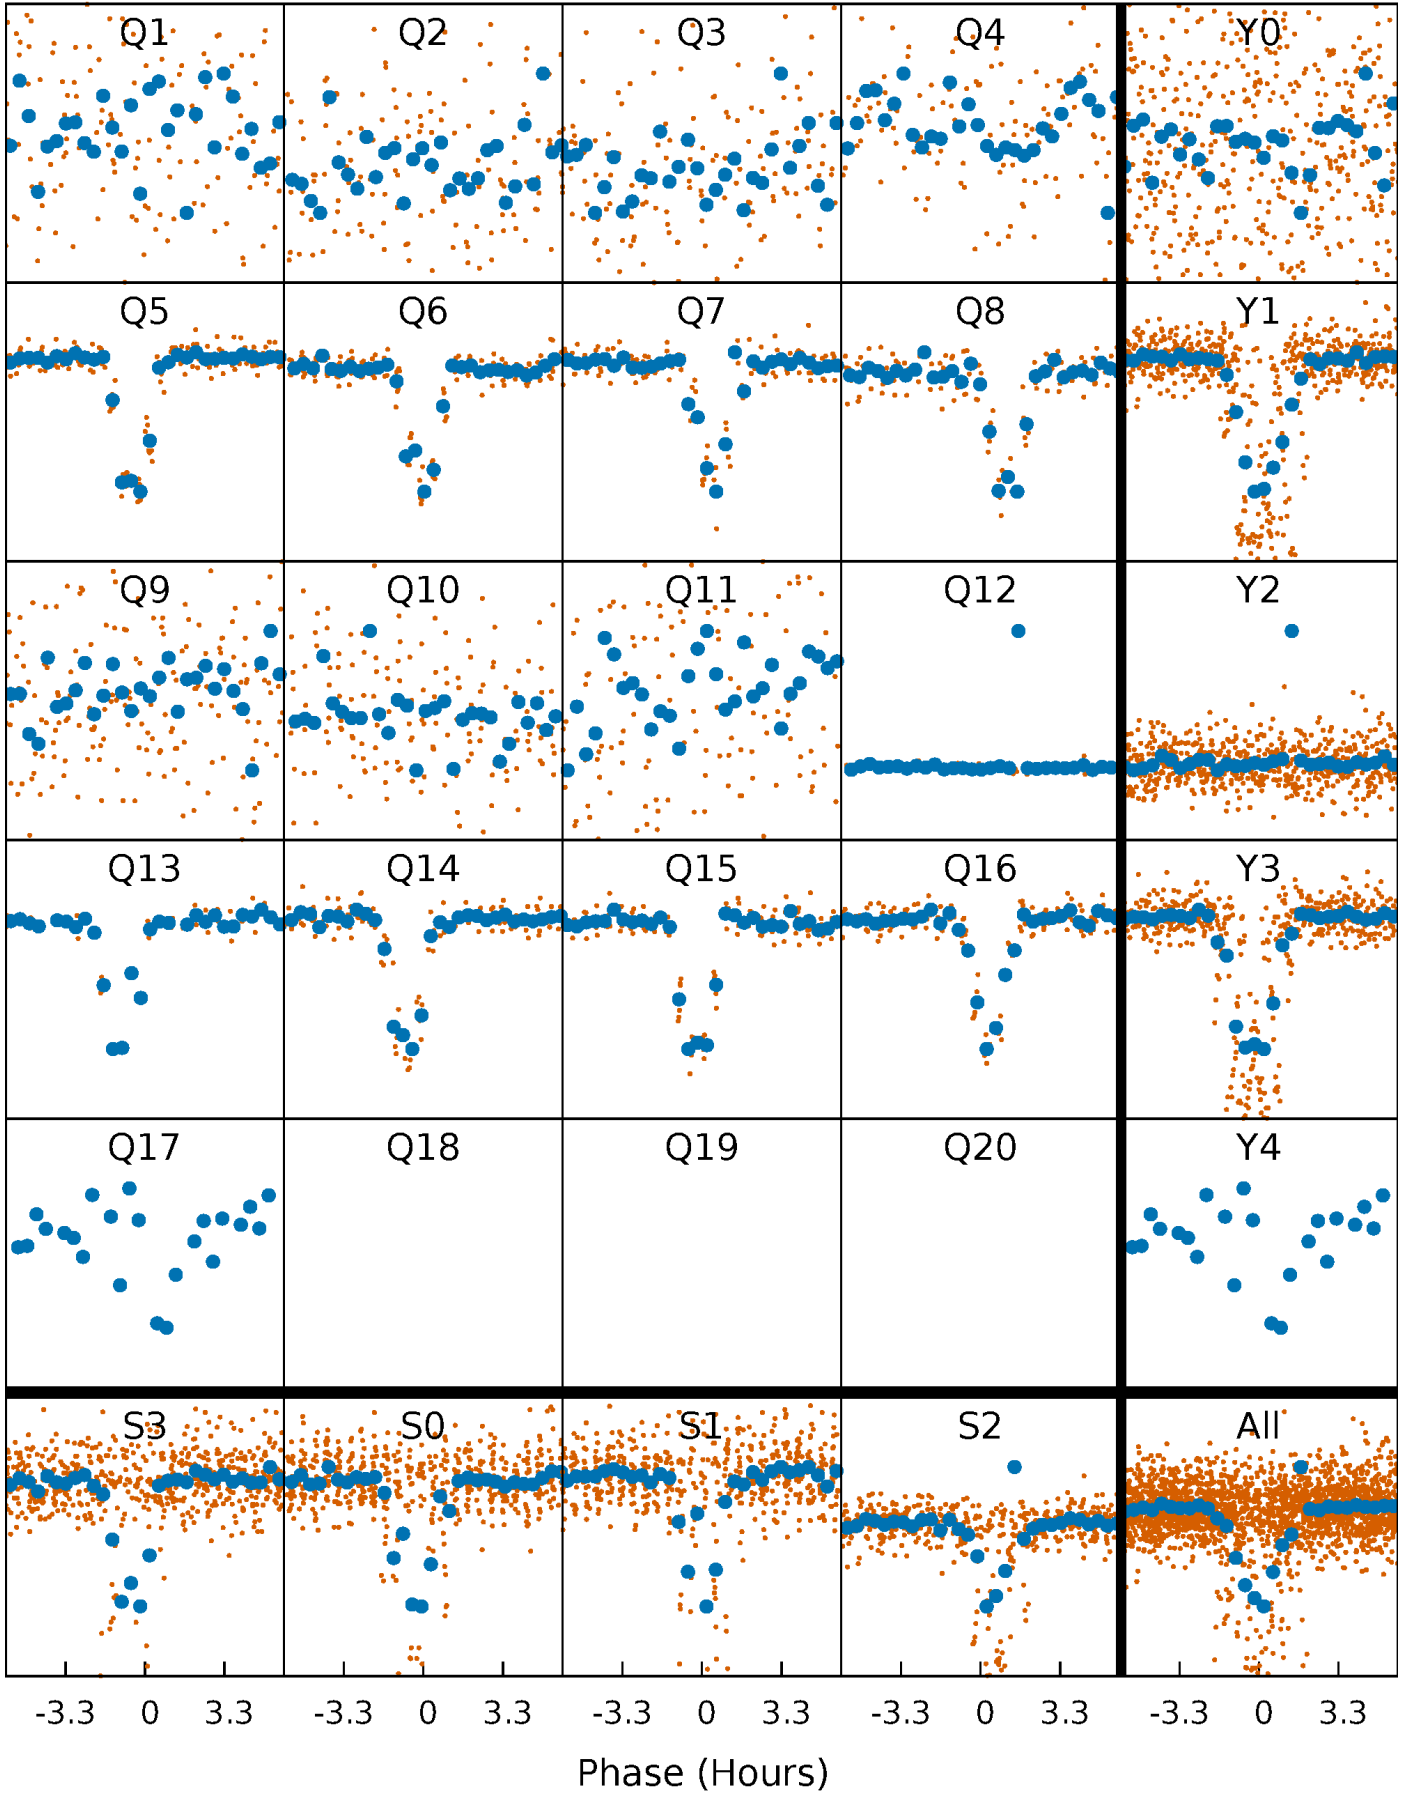 Q1 Q2 Q3 Q4 Y0
Q5 Q6 Q7 Q8 Y1
Q9 Q10 Q11 Q12 Y2
Q13 Q14 Q15 Q16 Y3
Q17 Q18 Q19 Q20 Y4
S3 S0 S1 S2 All
-3.3 0 3.3 -3.3 0 3.3 -3.3 0 3.3 -3.3 0 3.3 -3.3 0 3.3
Phase (Hours)